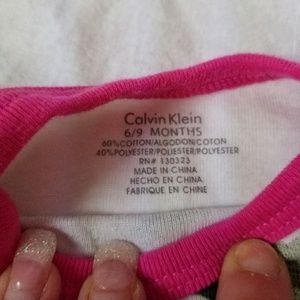 Calvin Klein
6/9 MONTHS
60%COTTON/ALGODON/COTON
40%POLYESTER/POLIESTER/POLYESTER
RN# 130323
MADE IN CHINA
HECHO EN CHINA
FABRIQUE EN CHINE